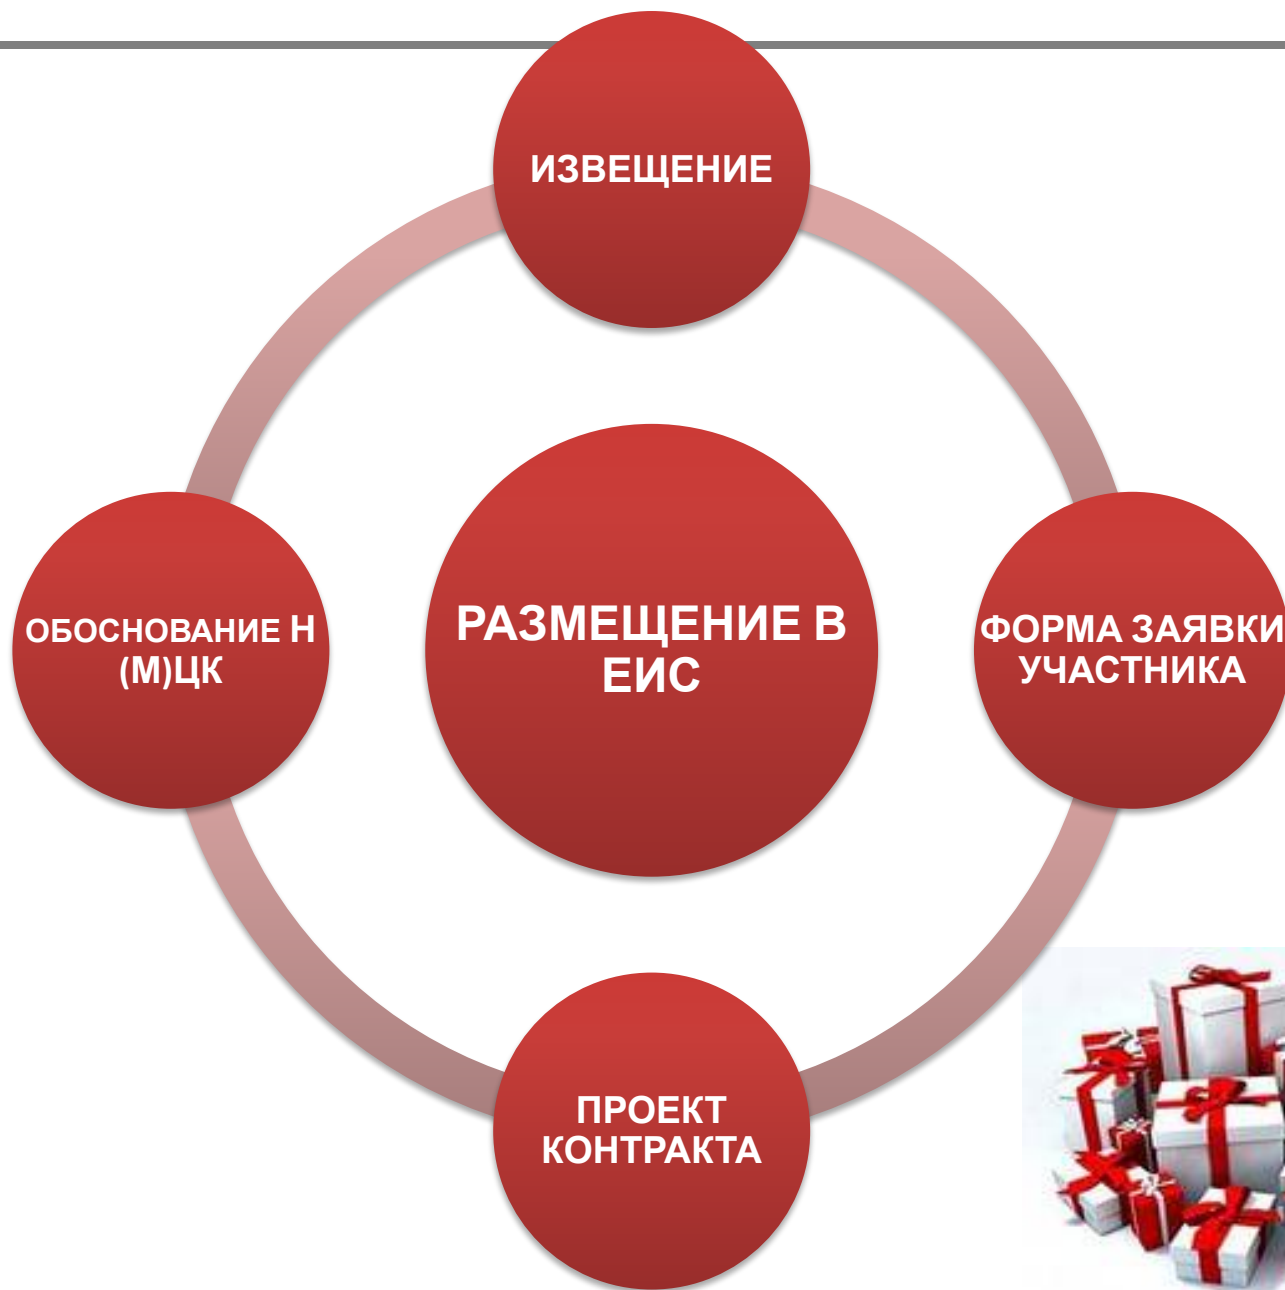 ИЗВЕЩЕНИЕ
ОБОСНОВАНИЕ Н
(М)ЦК
РАЗМЕЩЕНИЕ В
ЕИС
ФОРМА ЗАЯВКИ
УЧАСТНИКА
ПРОЕКТ
КОНТРАКТА